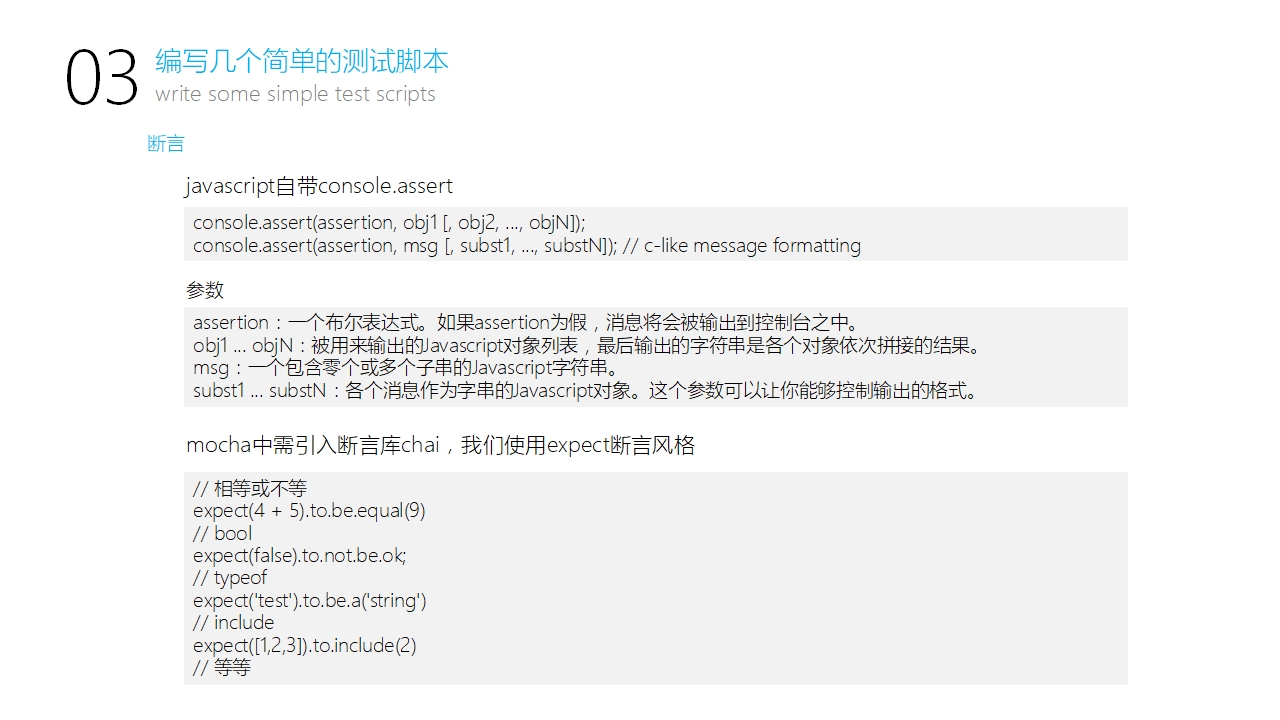 03
编写几个简单的测试脚本
write some simple test scripts
断言
javascript自带console.assert
console.assert(assertion, obj1 [, obj2, ..., objN]);
console.assert(assertion, msg [, subst1, ..., substN]); // c-like message formatting
参数
assertion：一个布尔表达式。如果assertion为假，消息将会被输出到控制台之中。
obj1 ... objN：被用来输出的Javascript对象列表，最后输出的字符串是各个对象依次拼接的结果。
msg：一个包含零个或多个子串的Javascript字符串。
subst1 ... substN：各个消息作为字串的Javascript对象。这个参数可以让你能够控制输出的格式。
mocha中需引入断言库chai，我们使用expect断言风格
// 相等或不等
expect(4 + 5).to.be.equal(9)
// bool
expect(false).to.not.be.ok;
// typeof
expect('test').to.be.a('string')
// include
expect([1,2,3]).to.include(2)
// 等等